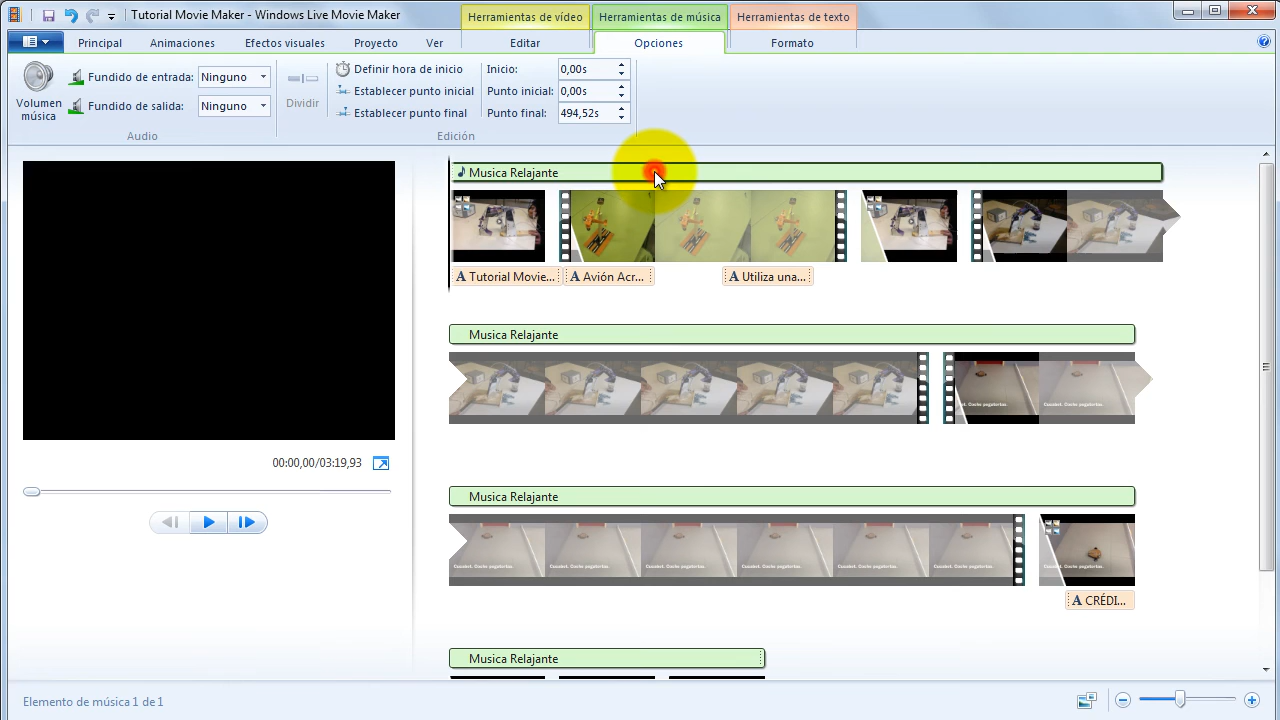 Tutorial Movie Maker - Windows Live Movie Maker
Herramientas de vídeo
Herramientas de música
Herramientas de texto
Principal
Animaciones
Efectos visuales
Proyecto
Ver
Editar
Opciones
Formato
Volumen música
Fundido de entrada: Ninguno
Fundido de salida: Ninguno
Audio
Dividir
Definir hora de inicio
Establecer punto inicial
Establecer punto final
Inicio: 0,00s
Punto inicial: 0,00s
Punto final: 494,52s
Edición
00:00,00/03:19,93
Musica Relajante
A Tutorial Movie...
A Avión Acr...
A Utiliza una...
Musica Relajante
Musica Relajante
A CRÉDI...
Musica Relajante
Elemento de música 1 de 1